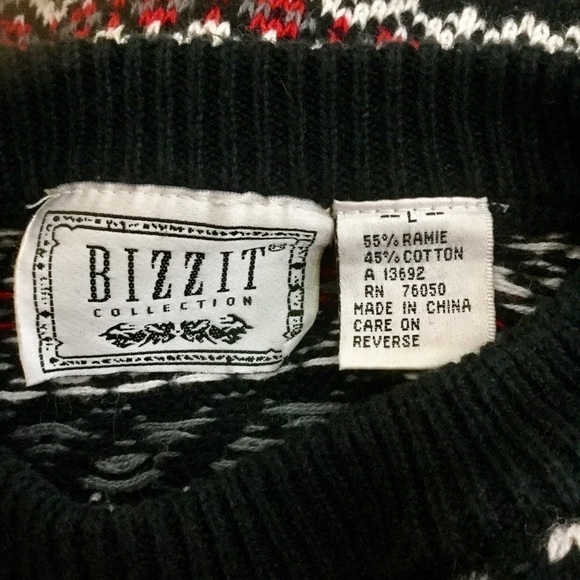 BIZZIT
COLLECTION
-- L --
55% RAMIE
45% COTTON
A 13692
RN 76050
MADE IN CHINA
CARE ON
REVERSE